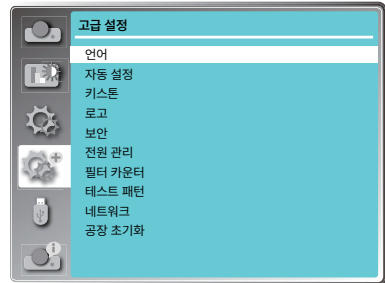 고급 설정
언어
자동 설정
키스톤
로고
보안
전원 관리
필터 카운터
테스트 패턴
네트워크
공장 초기화